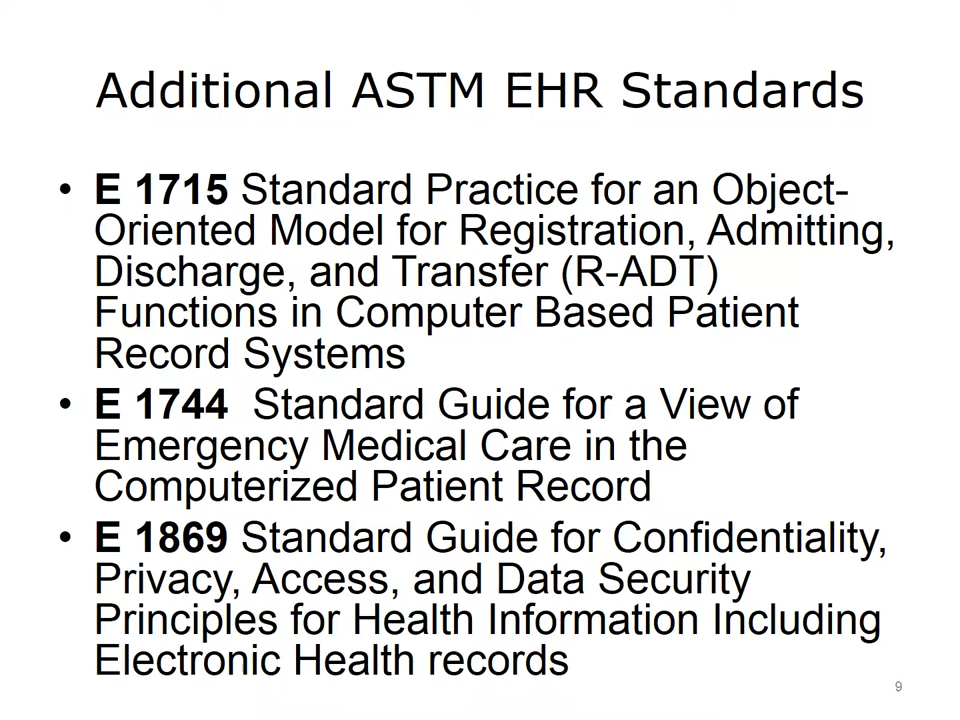 Additional ASTM EHR Standards
• E 1715 Standard Practice for an Object-
Oriented Model for Registration, Admitting,
Discharge, and Transfer (R-ADT)
Functions in Computer Based Patient
Record Systems
• E 1744  Standard Guide for a View of
Emergency Medical Care in the
Computerized Patient Record
• E 1869 Standard Guide for Confidentiality,
Privacy, Access, and Data Security
Principles for Health Information Including
Electronic Health records
9